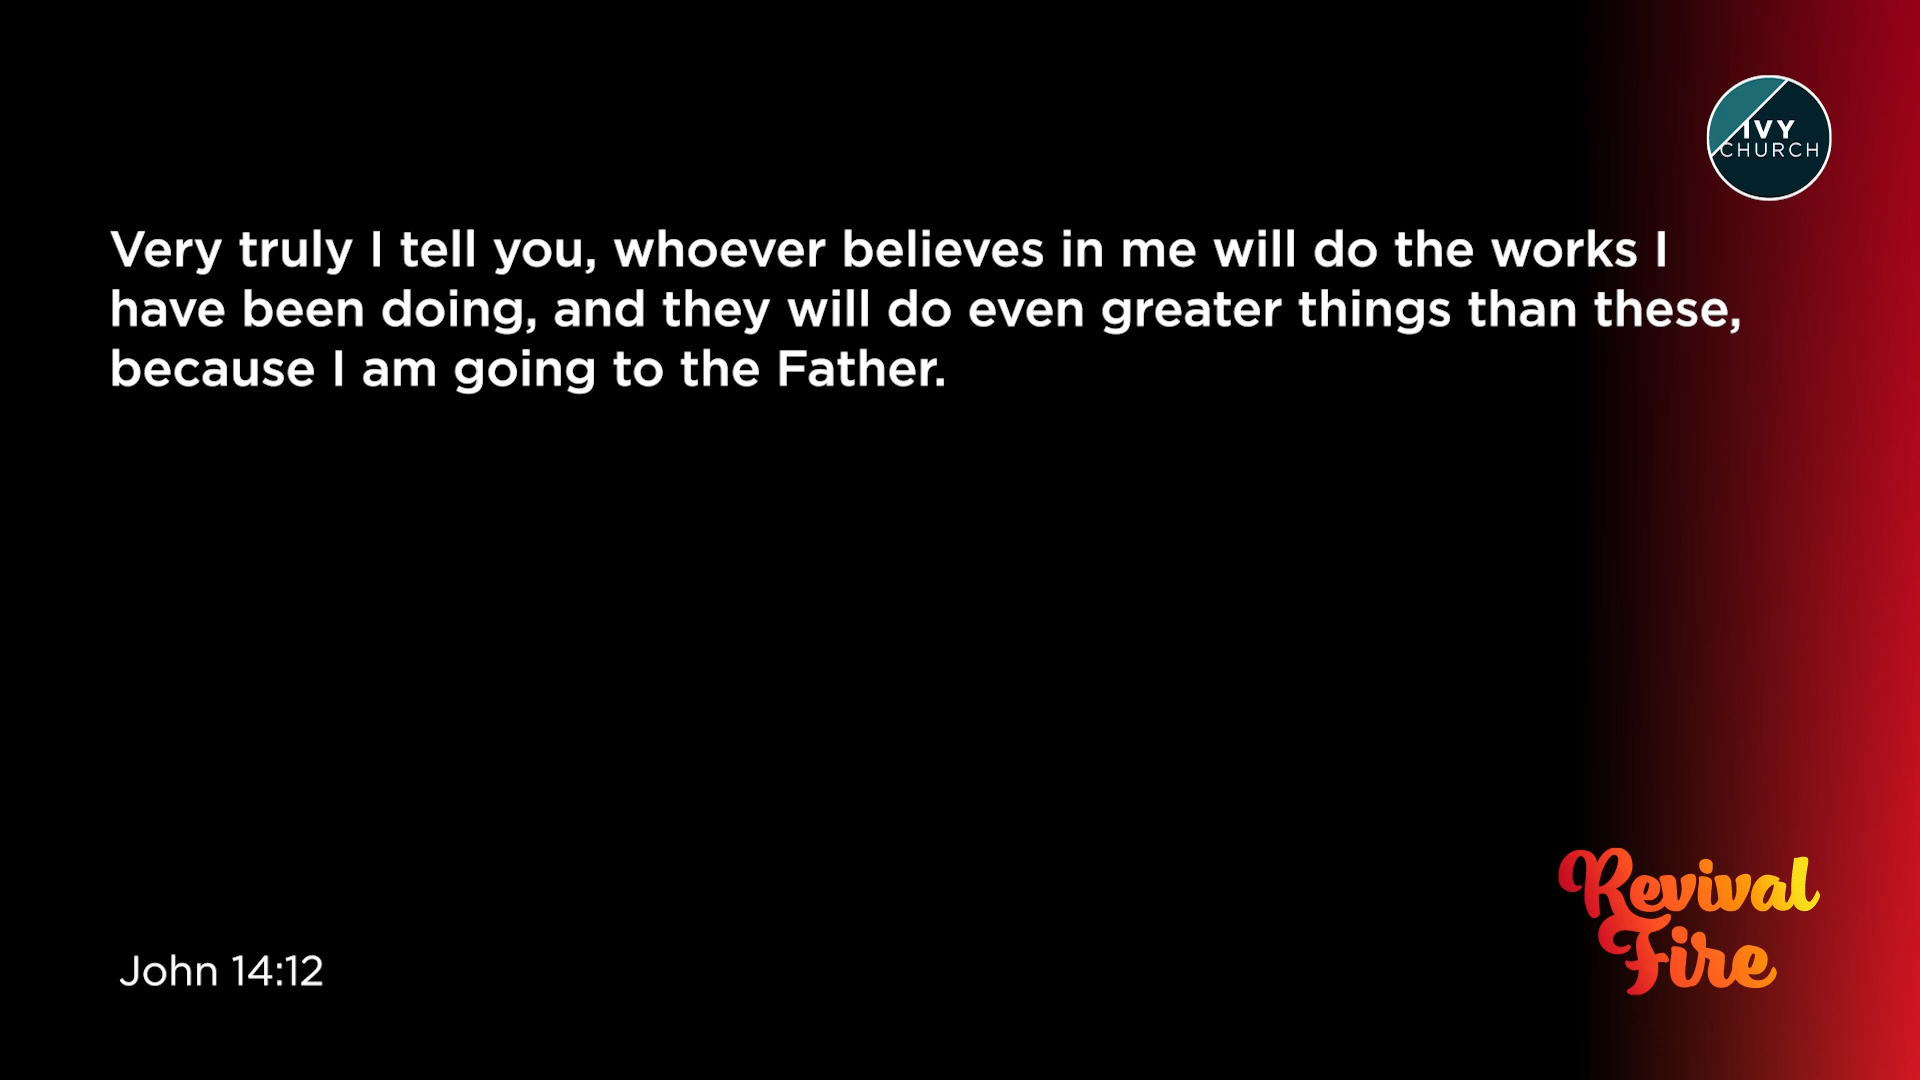 IVY
CHURCH
Very truly I tell you, whoever believes in me will do the works I
have been doing, and they will do even greater things than these,
because I am going to the Father.
Revival
Fire
John 14:12